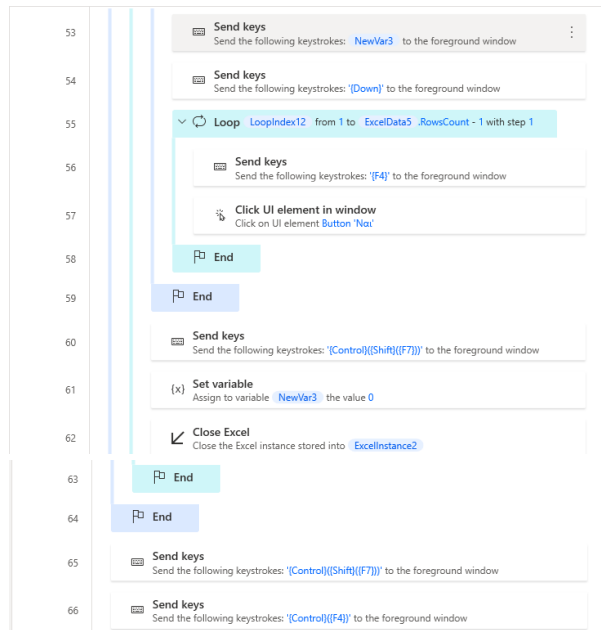 53
Send keys
Send the following keystrokes: NewVar3 to the foreground window
54
Send keys
Send the following keystrokes: '{Down}' to the foreground window
55
Loop LoopIndex12 from 1 to ExcelData5 .RowsCount - 1 with step 1
56
Send keys
Send the following keystrokes: '{F4}' to the foreground window
57
Click UI element in window
Click on UI element Button 'Ναι'
58
End
59
End
60
Send keys
Send the following keystrokes: '{Control}({Shift}({F7}))' to the foreground window
61
{x} Set variable
Assign to variable NewVar3 the value 0
62
Close Excel
Close the Excel instance stored into ExcelInstance2
63
End
64
End
65
Send keys
Send the following keystrokes: '{Control}({Shift}({F7}))' to the foreground window
66
Send keys
Send the following keystrokes: '{Control}({F4})' to the foreground window